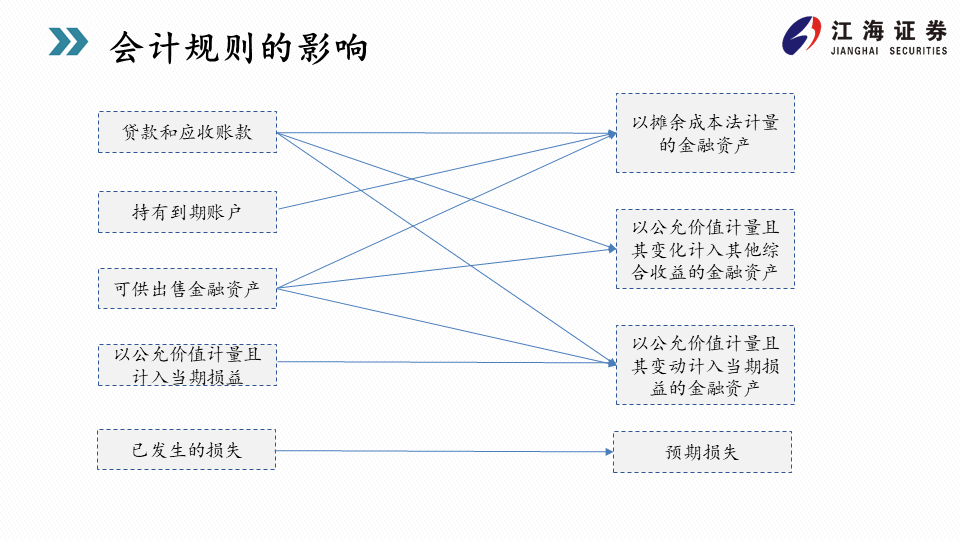 会计规则的影响
江海证券
JIANGHAI SECURITIES
贷款和应收账款
持有到期账户
可供出售金融资产
以公允价值计量且
计入当期损益
已发生的损失
以摊余成本法计量
的金融资产
以公允价值计量且
其变化计入其他综
合收益的金融资产
以公允价值计量且
其变动计入当期损
益的金融资产
预期损失